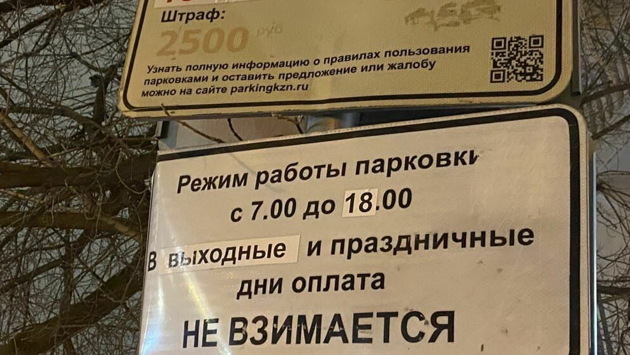 Штраф:
2500 руб
Узнать полную информацию о правилах пользования
парковками и оставить предложение или жалобу
можно на сайте parkingkzn.ru
Режим работы парковки
с 7.00 до 18.00
в выходные и праздничные
дни оплата
НЕ ВЗИМАЕТСЯ